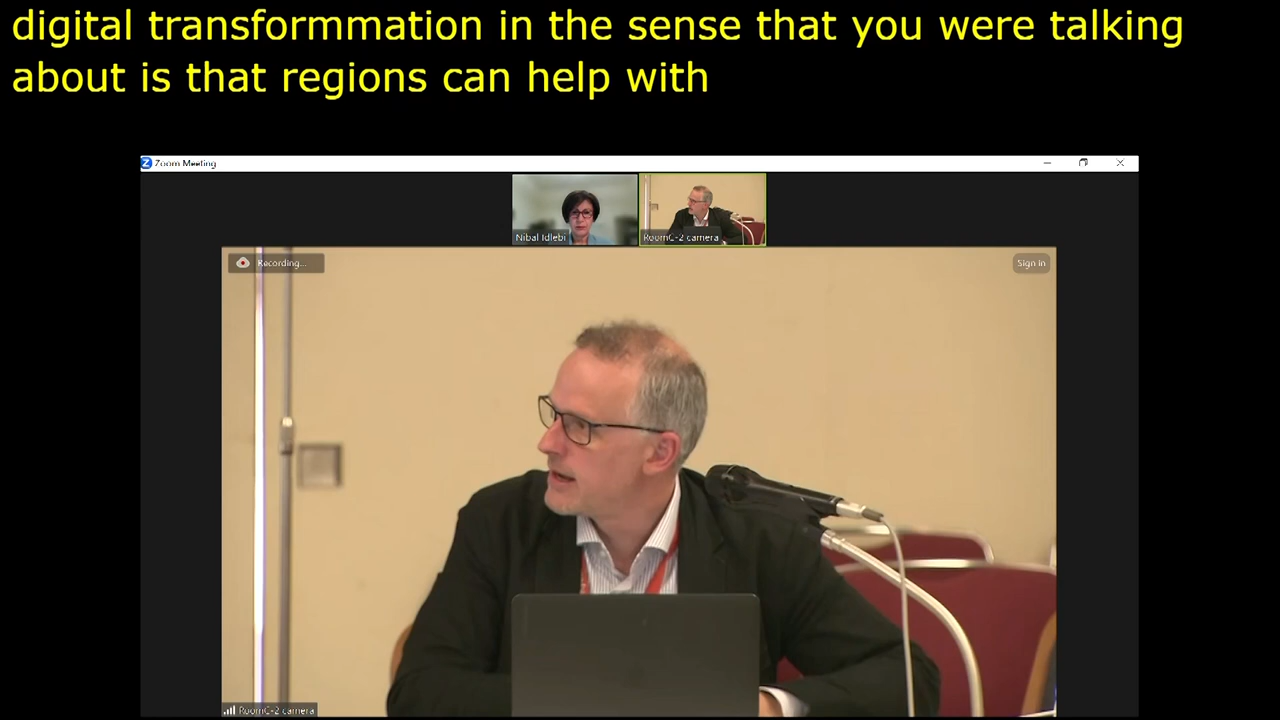 digital transformmation in the sense that you were talking
about is that regions can help with
Zoom Meeting
Nibal Idlebi
RoomC-2 camera
Recording...
Sign in
RoomC-2 camera